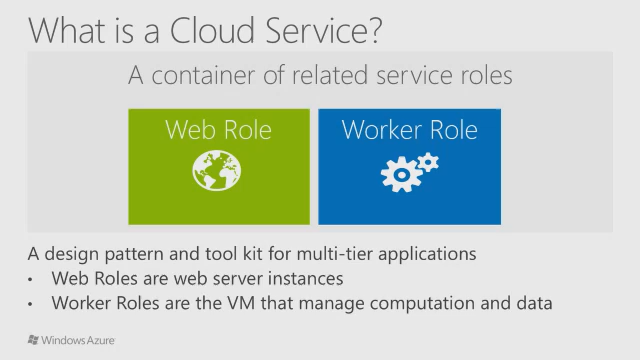 What is a Cloud Service?
A container of related service roles
Web Role
Worker Role
A design pattern and tool kit for multi-tier applications
• Web Roles are web server instances
• Worker Roles are the VM that manage computation and data
Windows Azure